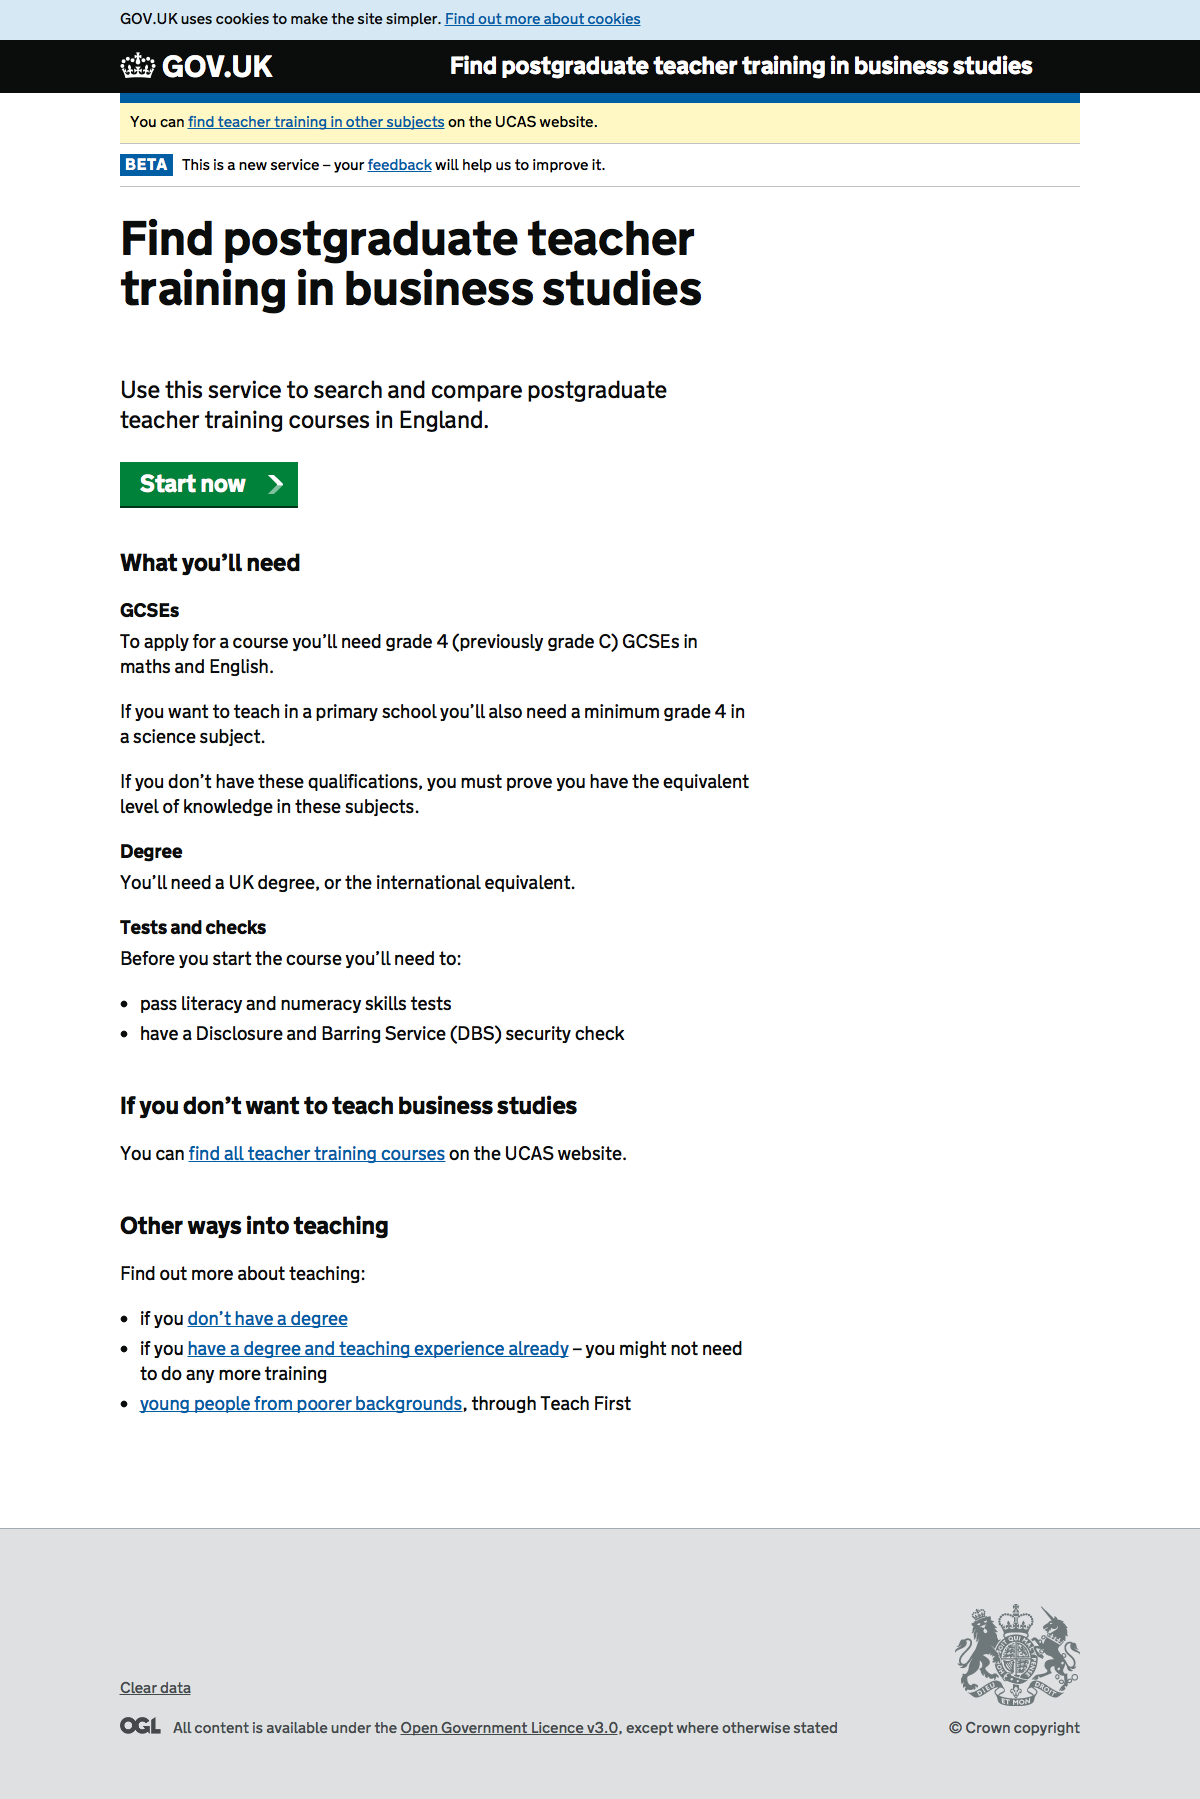 GOV.UK uses cookies to make the site simpler. Find out more about cookies
GOV.UK
Find postgraduate teacher training in business studies
You can find teacher training in other subjects on the UCAS website.
BETA This is a new service – your feedback will help us to improve it.
Find postgraduate teacher
training in business studies
Use this service to search and compare postgraduate
teacher training courses in England.
Start now
What you’ll need
GCSEs
To apply for a course you’ll need grade 4 (previously grade C) GCSEs in
maths and English.
If you want to teach in a primary school you’ll also need a minimum grade 4 in
a science subject.
If you don’t have these qualifications, you must prove you have the equivalent
level of knowledge in these subjects.
Degree
You’ll need a UK degree, or the international equivalent.
Tests and checks
Before you start the course you’ll need to:
• pass literacy and numeracy skills tests
• have a Disclosure and Barring Service (DBS) security check
If you don’t want to teach business studies
You can find all teacher training courses on the UCAS website.
Other ways into teaching
Find out more about teaching:
• if you don’t have a degree
• if you have a degree and teaching experience already – you might not need
to do any more training
• young people from poorer backgrounds, through Teach First
DIEU ET MON DROIT
Clear data
OGL All content is available under the Open Government Licence v3.0, except where otherwise stated
© Crown copyright